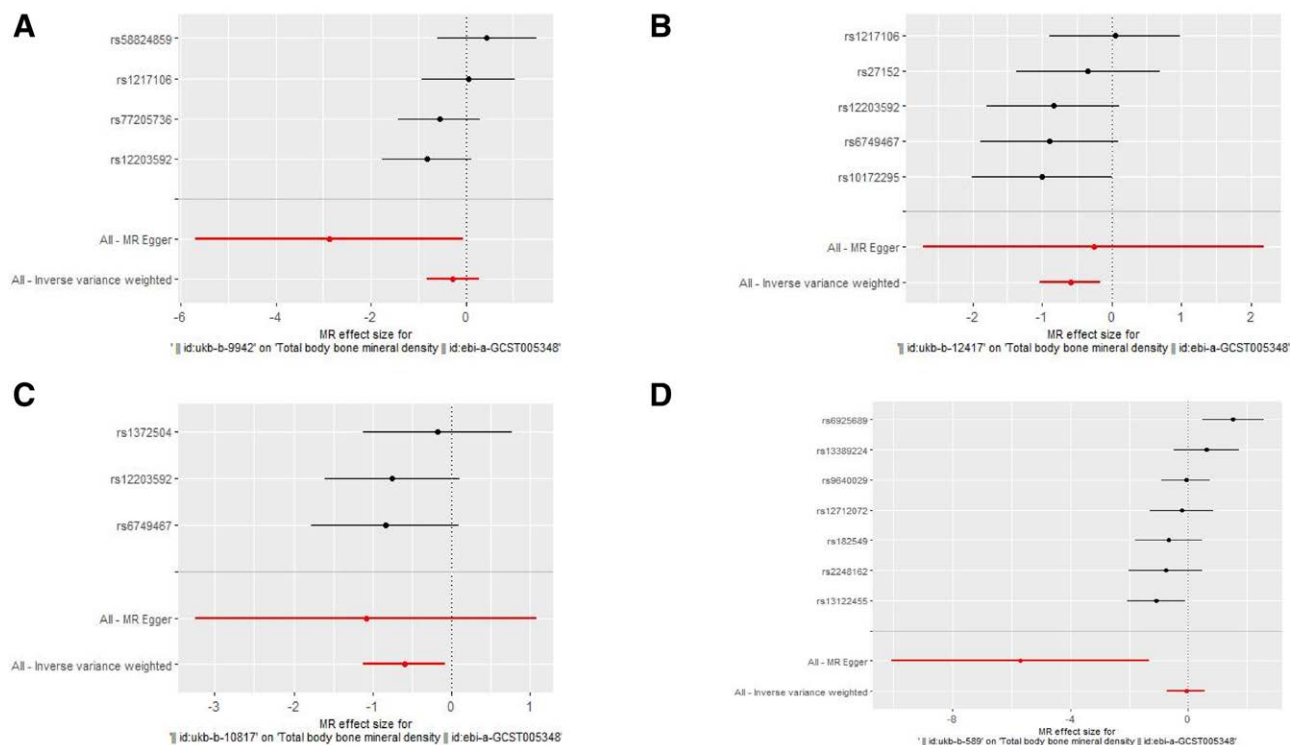 A
rs58824859
rs1217106
rs77205736
rs12203592
All - MR Egger
All - Inverse variance weighted
-6 -4 -2 0
MR effect size for
' || id:ukb-b-9942' on 'Total body bone mineral density || id:ebi-a-GCST005348'
B
rs1217106
rs27152
rs12203592
rs6749467
rs10172295
All - MR Egger
All - Inverse variance weighted
-2 -1 0 1 2
MR effect size for
'|| id:ukb-b-12417' on 'Total body bone mineral density || id:ebi-a-GCST005348'
C
rs1372504
rs12203592
rs6749467
All - MR Egger
All - Inverse variance weighted
-3 -2 -1 0 1
MR effect size for
'|| id:ukb-b-10817' on 'Total body bone mineral density || id:ebi-a-GCST005348'
D
rs6925689
rs13389224
rs9640029
rs12712072
rs182549
rs2248162
rs13122455
All - MR Egger
All - Inverse variance weighted
-8 -4 0
MR effect size for
' || id:ukb-b-589' on 'Total body bone mineral density || id:ebi-a-GCST005348'